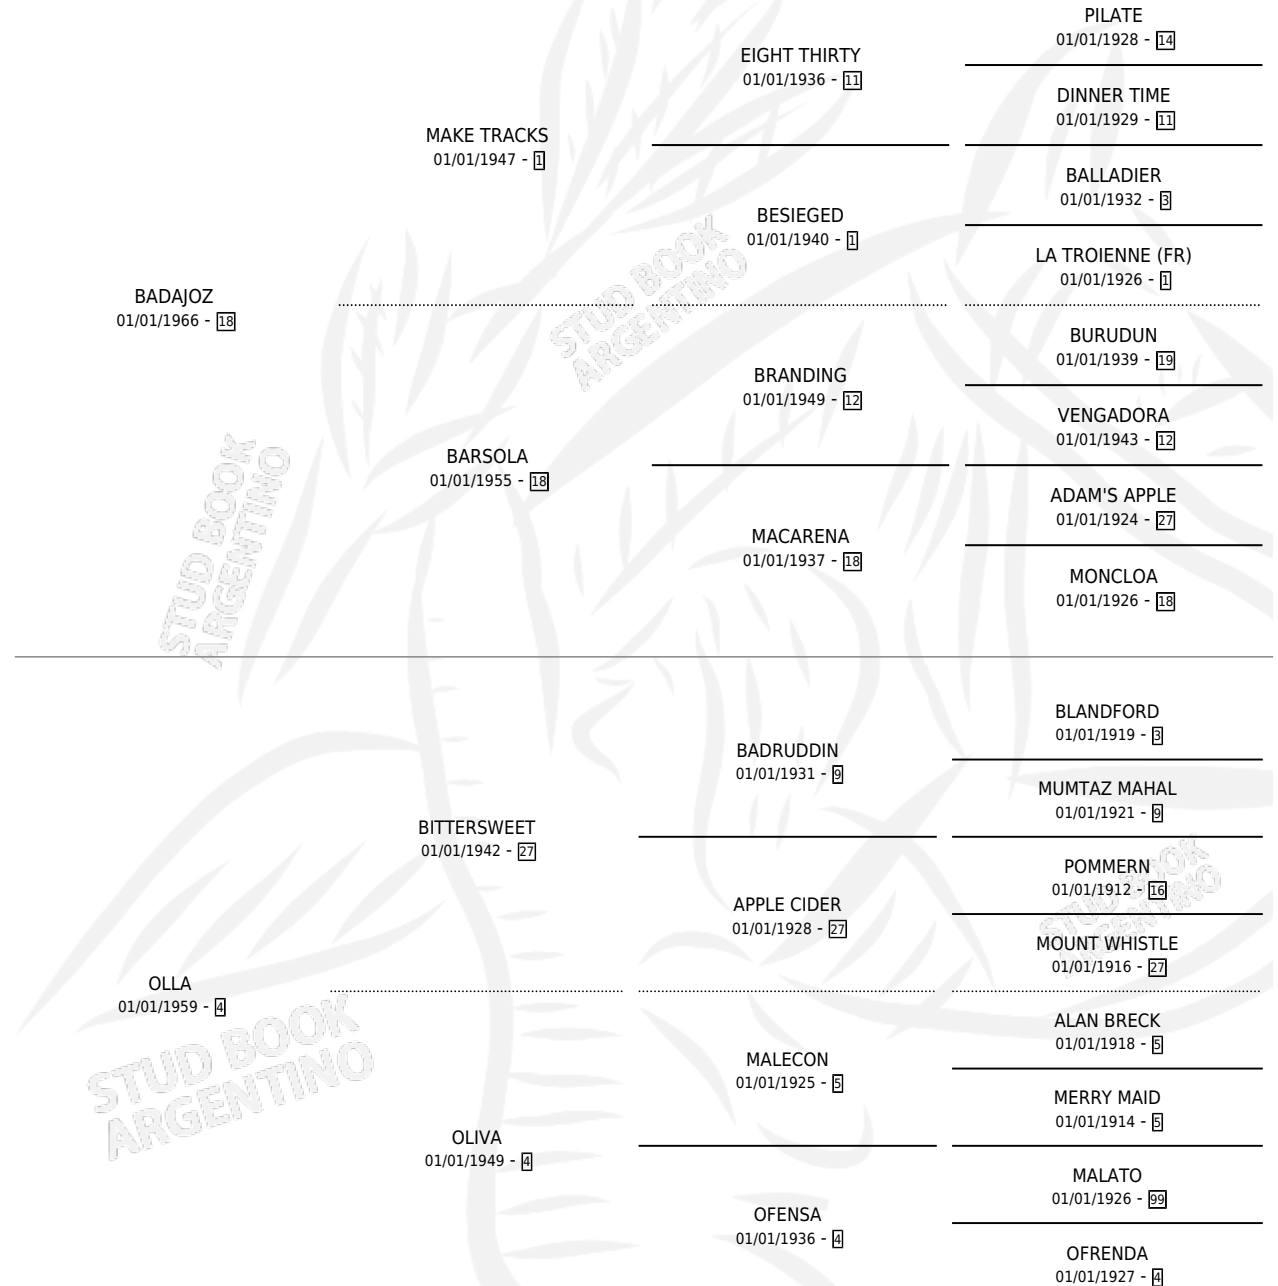 PILATE
01/01/1928 - 14
EIGHT THIRTY
01/01/1936 - 11
DINNER TIME
01/01/1929 - 11
MAKE TRACKS
01/01/1947 - 1
BALLADIER
01/01/1932 - 3
BESIEGED
01/01/1940 - 1
LA TROIENNE (FR)
01/01/1926 - 1
BADAJOZ
01/01/1966 - 18
STUD BOOK
ARGENTINO
BURUDUN
01/01/1939 - 19
BRANDING
01/01/1949 - 12
VENGADORA
01/01/1943 - 12
BARSOLA
01/01/1955 - 18
ADAM'S APPLE
01/01/1924 - 27
MACARENA
01/01/1937 - 18
MONCLOA
01/01/1926 - 18
STUD BOOK
ARGENTINO
BLANDFORD
01/01/1919 - 3
BADRUDDIN
01/01/1931 - 9
MUMTAZ MAHAL
01/01/1921 - 9
BITTERSWEET
01/01/1942 - 27
POMMERN
01/01/1912 - 16
APPLE CIDER
01/01/1928 - 27
MOUNT WHISTLE
01/01/1916 - 27
STUD BOOK
ARGENTINO
OLLA
01/01/1959 - 4
ALAN BRECK
01/01/1918 - 5
MALECON
01/01/1925 - 5
MERRY MAID
01/01/1914 - 5
STUD BOOK
ARGENTINO
OLIVA
01/01/1949 - 4
MALATO
01/01/1926 - 99
OFENSA
01/01/1936 - 4
OFRENDA
01/01/1927 - 4